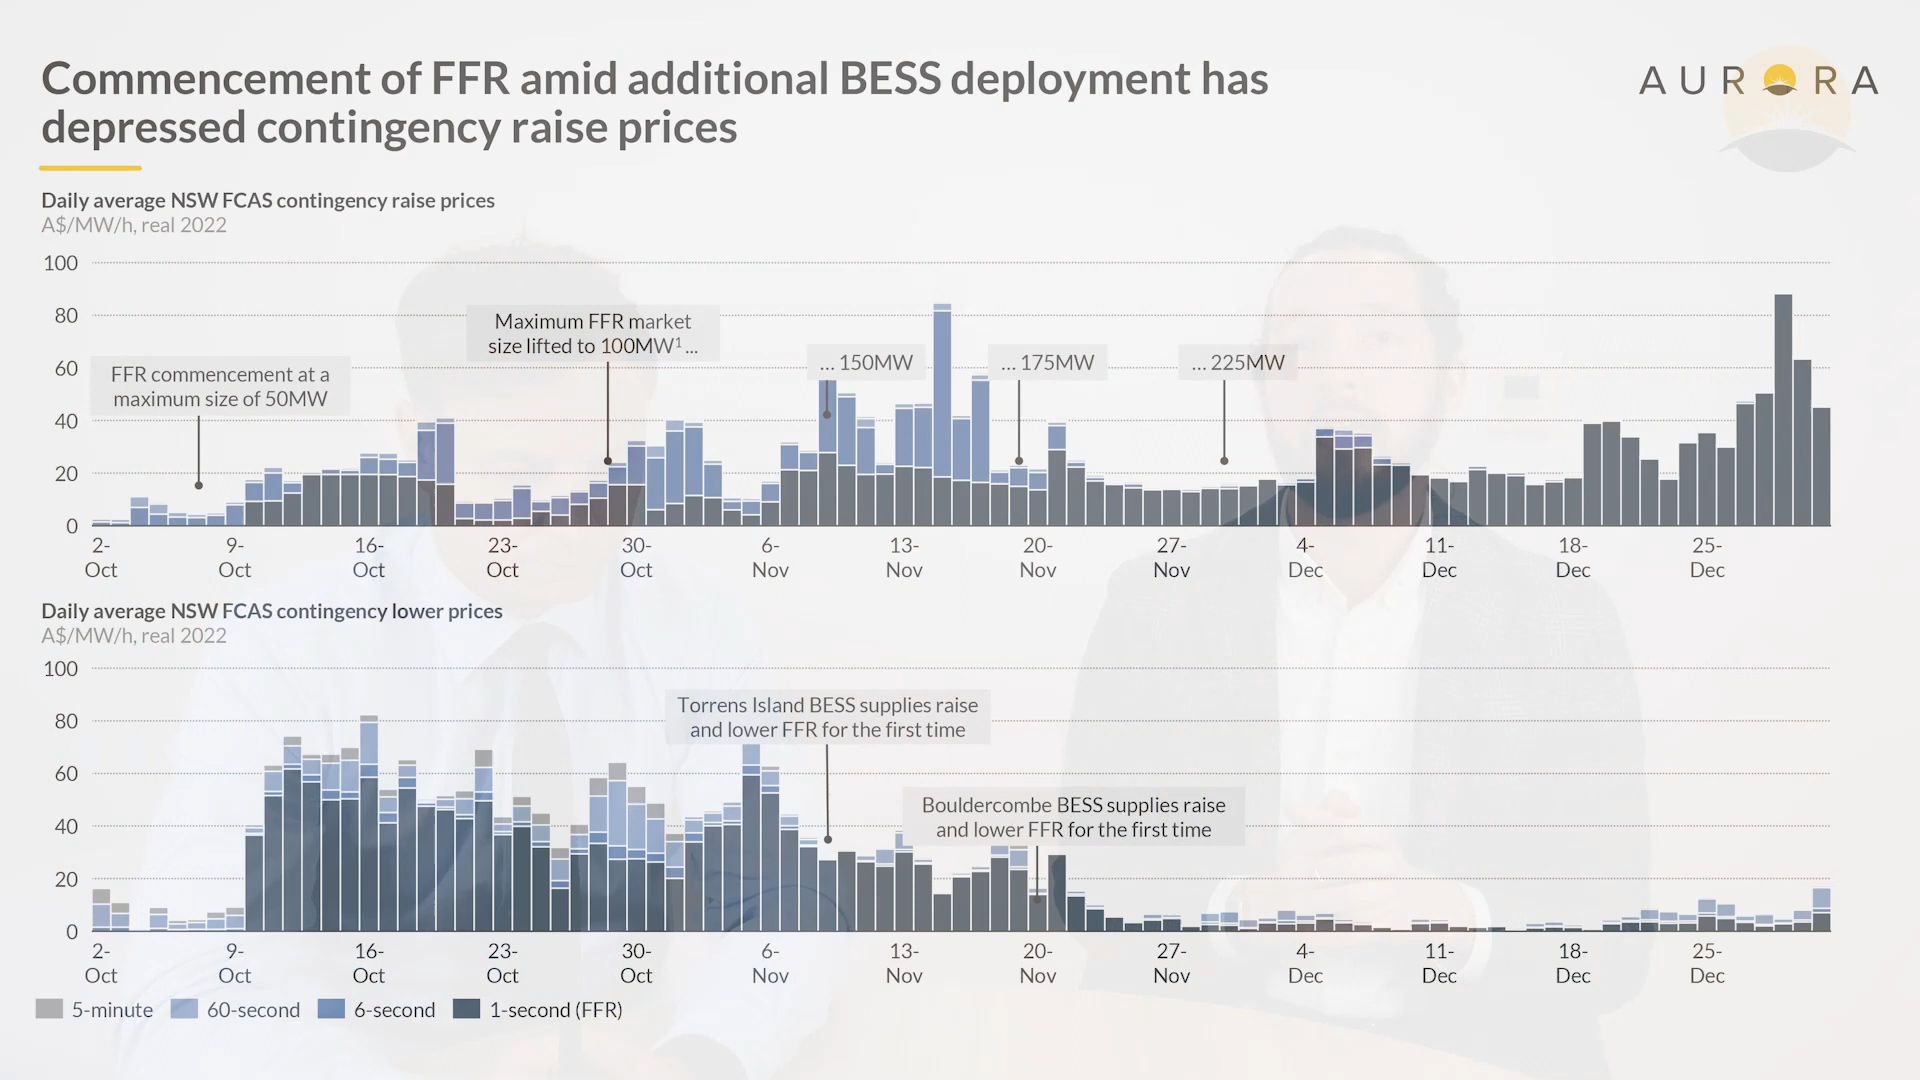 Commencement of FFR amid additional BESS deployment has
depressed contingency raise prices
AURORA
Daily average NSW FCAS contingency raise prices
A$/MW/h, real 2022
100
80
60
40
20
0
FFR commencement at a
maximum size of 50MW
Maximum FFR market
size lifted to 100MW¹ ...
... 150MW
... 175MW
... 225MW
2-
Oct
9-
Oct
16-
Oct
23-
Oct
30-
Oct
6-
Nov
13-
Nov
20-
Nov
27-
Nov
4-
Dec
11-
Dec
18-
Dec
25-
Dec
Daily average NSW FCAS contingency lower prices
A$/MW/h, real 2022
100
80
60
40
20
0
Torrens Island BESS supplies raise
and lower FFR for the first time
Bouldercombe BESS supplies raise
and lower FFR for the first time
2-
Oct
9-
Oct
16-
Oct
23-
Oct
30-
Oct
6-
Nov
13-
Nov
20-
Nov
27-
Nov
4-
Dec
11-
Dec
18-
Dec
25-
Dec
5-minute
60-second
6-second
1-second (FFR)